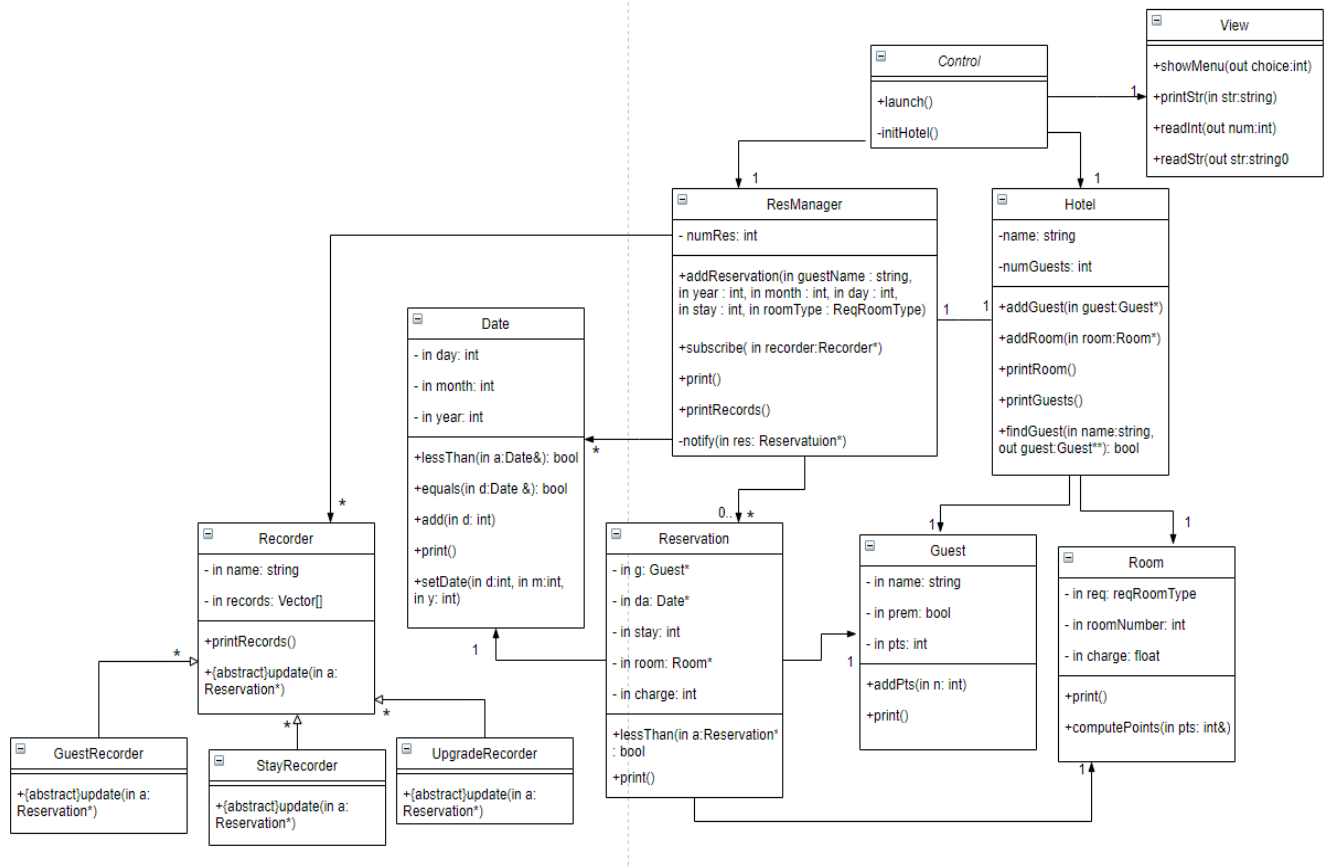 View
+showMenu(out choice:int)
+printStr(in str:string)
+readInt(out num:int)
+readStr(out str:string0
Control
+launch()
-initHotel()
1
1
1
ResManager
- numRes: int
+addReservation(in guestName : string,
in year : int, in month : int, in day : int,
in stay : int, in roomType : ReqRoomType)
+subscribe( in recorder:Recorder*)
+print()
+printRecords()
-notify(in res: Reservatuion*)
1
1
Hotel
-name: string
-numGuests: int
+addGuest(in guest:Guest*)
+addRoom(in room:Room*)
+printRoom()
+printGuests()
+findGuest(in name:string,
out guest:Guest**): bool
Date
- in day: int
- in month: int
- in year: int
+lessThan(in a:Date&): bool
+equals(in d:Date &): bool
+add(in d: int)
+print()
+setDate(in d:int, in m:int,
in y: int)
*
*
0.. *
1
1
1
1
1
Recorder
- in name: string
- in records: Vector[]
+printRecords()
+{abstract}update(in a:
Reservation*)
Reservation
- in g: Guest*
- in da: Date*
- in stay: int
- in room: Room*
- in charge: int
+lessThan(in a:Reservation*
: bool
+print()
Guest
- in name: string
- in prem: bool
- in pts: int
+addPts(in n: int)
+print()
Room
- in req: reqRoomType
- in roomNumber: int
- in charge: float
+print()
+computePoints(in pts: int&)
*
*
*
GuestRecorder
+{abstract}update(in a:
Reservation*)
StayRecorder
+{abstract}update(in a:
Reservation*)
UpgradeRecorder
+{abstract}update(in a:
Reservation*)